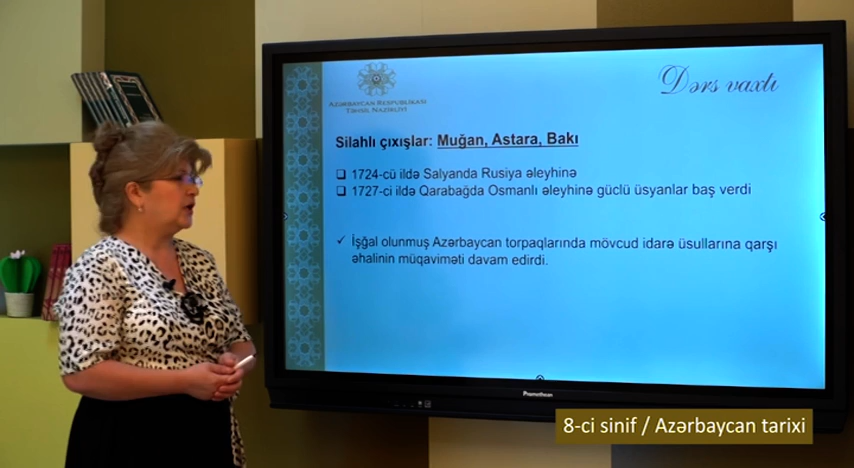 Azərbaycan Respublikası
Təhsil Nazirliyi
Dərs vaxtı
Silahlı çıxışlar: Muğan, Astara, Bakı
1724-cü ildə Salyanda Rusiya əleyhinə
1727-ci ildə Qarabağda Osmanlı əleyhinə güclü üsyanlar baş verdi
İşğal olunmuş Azərbaycan torpaqlarında mövcud idarə üsullarına qarşı
əhalinin müqaviməti davam edirdi.
Promethean
8-ci sinif / Azərbaycan tarixi